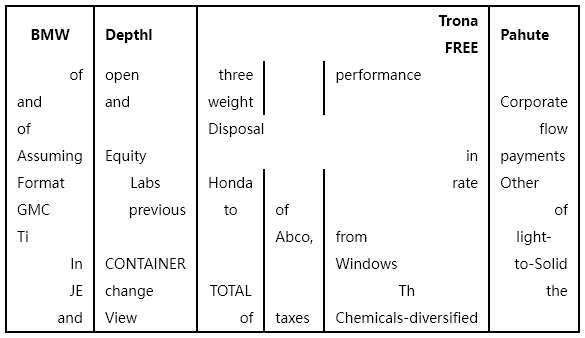 BMW Depthl Trona FREE Pahute
of open three performance
and and weight Corporate
of Disposal flow
Assuming Equity in payments
Format Labs Honda rate Other
GMC previous to of of
Ti Abco, from light-
In CONTAINER Windows to-Solid
JE change TOTAL Th the
and View of taxes Chemicals-diversified